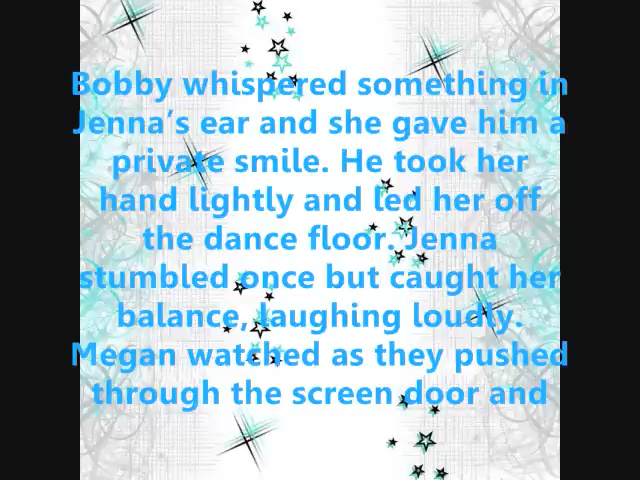 Bobby whispered something in
Jenna’s ear and she gave him a
private smile. He took her
hand lightly and led her off
the dance floor. Jenna
stumbled once but caught her
balance, laughing loudly.
Megan watched as they pushed
through the screen door and